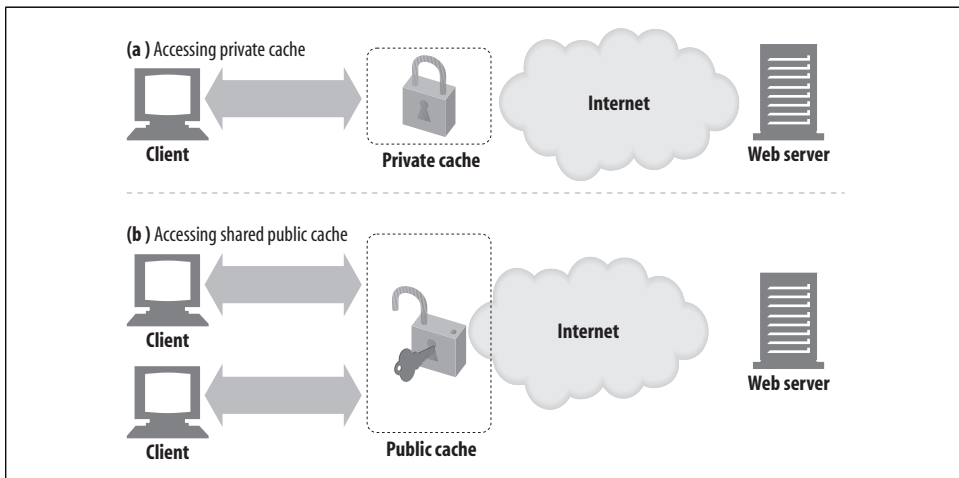 (a ) Accessing private cache
Internet
Client
Private cache
Web server
(b ) Accessing shared public cache
Client
Internet
Web server
Client
Public cache